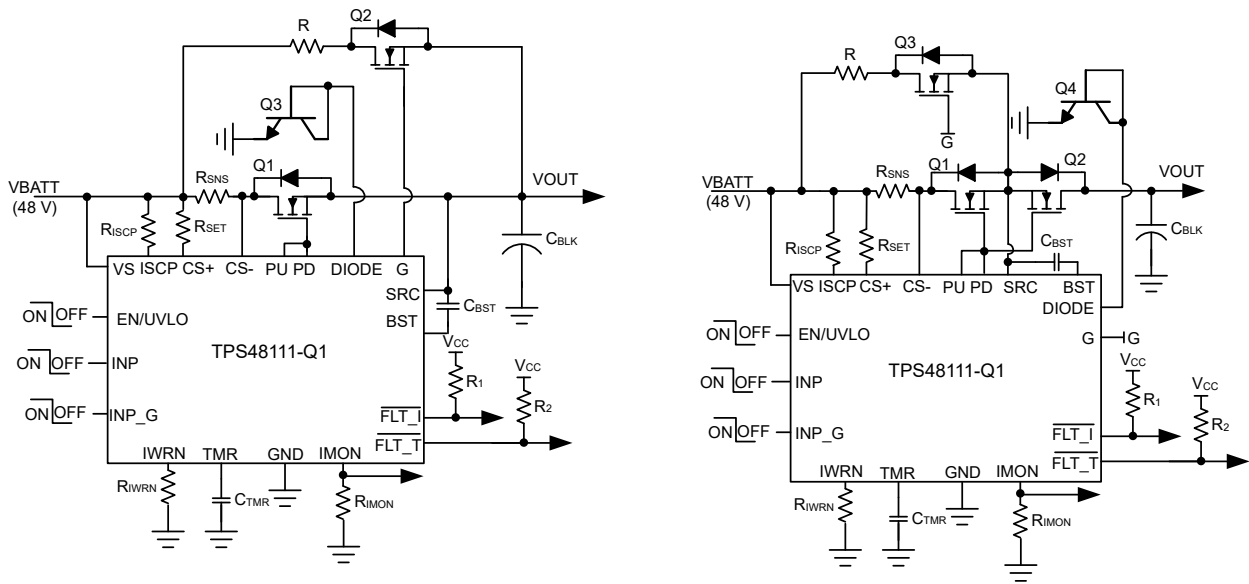 Q2
R
Q3
Q1
RSNS
VBATT
(48 V)
VOUT
RISCP
RSET
CBLK
VS ISCP CS+ CS- PU PD DIODE G
SRC
CBST
BST
ON OFF EN/UVLO
TPS48111-Q1
VCC
ON OFF INP
R1
VCC
R2
ON OFF INP_G
FLT_I
FLT_T
IWRN TMR GND IMON
RIWRN
CTMR
RIMON
Q3
R
Q4
G
Q1
Q2
RSNS
VBATT
(48 V)
VOUT
RISCP
RSET
CBST
CBLK
VS ISCP CS+ CS- PU PD SRC BST
DIODE
ON OFF EN/UVLO
G G
TPS48111-Q1
VCC
ON OFF INP
R1
VCC
R2
ON OFF INP_G
FLT_I
FLT_T
IWRN TMR GND IMON
RIWRN
CTMR
RIMON